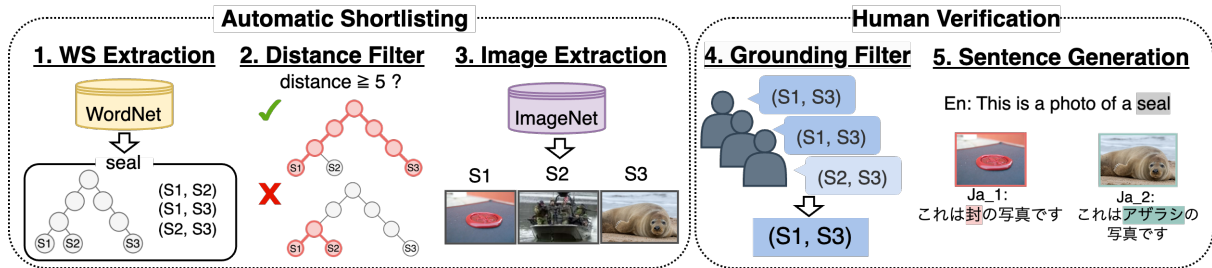 Automatic Shortlisting
1. WS Extraction
WordNet
seal
S1
S2
S3
(S1, S2)
(S1, S3)
(S2, S3)
2. Distance Filter
distance ≧ 5 ?
✓
S1
S2
S3
X
S1
S2
S3
3. Image Extraction
ImageNet
S1
S2
S3
Human Verification
4. Grounding Filter
(S1, S3)
(S1, S3)
(S2, S3)
(S1, S3)
5. Sentence Generation
En: This is a photo of a seal
Ja_1:
これは封の写真です
Ja_2:
これはアザラシの
写真です